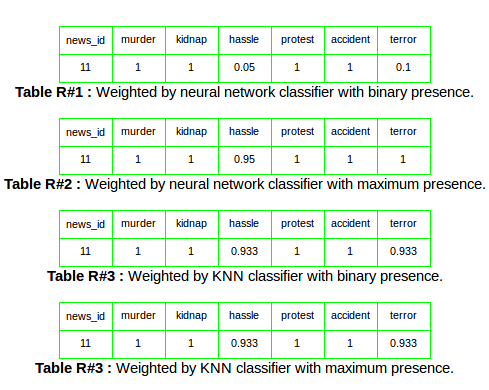 news_id murder kidnap hassle protest accident terror
11 1 1 0.05 1 1 0.1
Table R#1 : Weighted by neural network classifier with binary presence.
news_id murder kidnap hassle protest accident terror
11 1 1 0.95 1 1 1
Table R#2 : Weighted by neural network classifier with maximum presence.
news_id murder kidnap hassle protest accident terror
11 1 1 0.933 1 1 0.933
Table R#3 : Weighted by KNN classifier with binary presence.
news_id murder kidnap hassle protest accident terror
11 1 1 0.933 1 1 0.933
Table R#3 : Weighted by KNN classifier with maximum presence.